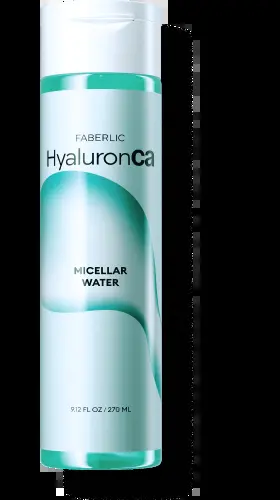 FABERLIC
HyaluronCa
MICELLAR
WATER
9.12 FL OZ / 270 ML